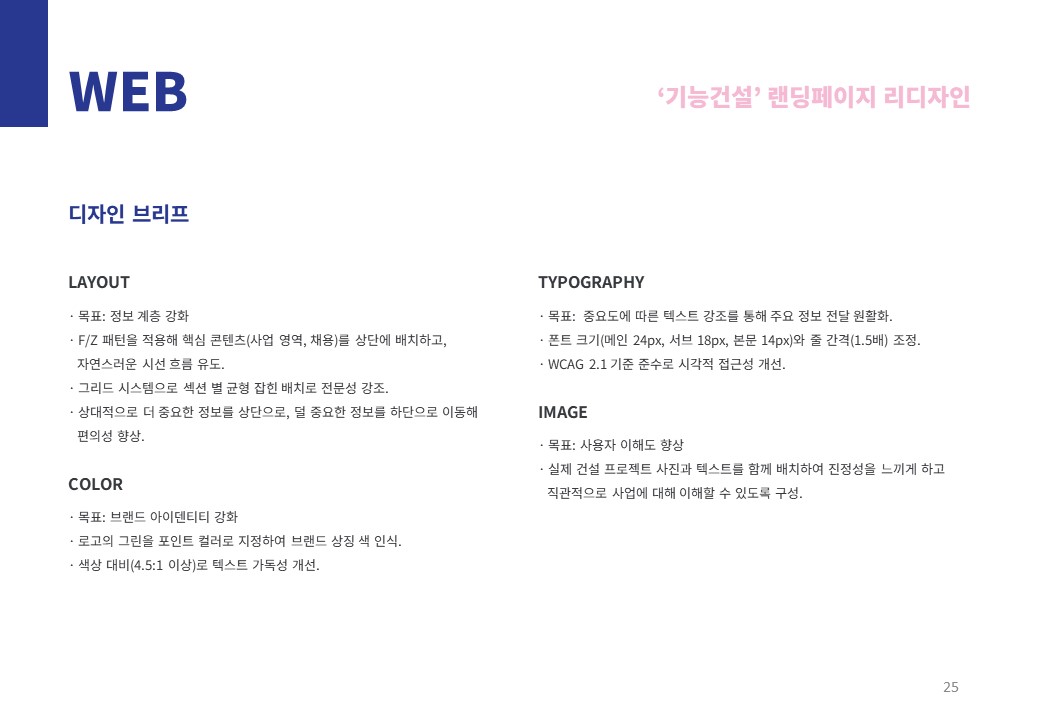 WEB
‘기능건설’ 랜딩페이지 리디자인
디자인 브리프
LAYOUT
· 목표: 정보 계층 강화
· F/Z 패턴을 적용해 핵심 콘텐츠(사업 영역, 채용)를 상단에 배치하고,
자연스러운 시선 흐름 유도.
· 그리드 시스템으로 섹션 별 균형 잡힌 배치로 전문성 강조.
· 상대적으로 더 중요한 정보를 상단으로, 덜 중요한 정보를 하단으로 이동해
편의성 향상.
COLOR
· 목표: 브랜드 아이덴티티 강화
· 로고의 그린을 포인트 컬러로 지정하여 브랜드 상징 색 인식.
· 색상 대비(4.5:1 이상)로 텍스트 가독성 개선.
TYPOGRAPHY
· 목표: 중요도에 따른 텍스트 강조를 통해 주요 정보 전달 원활화.
· 폰트 크기(메인 24px, 서브 18px, 본문 14px)와 줄 간격(1.5배) 조정.
· WCAG 2.1 기준 준수로 시각적 접근성 개선.
IMAGE
· 목표: 사용자 이해도 향상
· 실제 건설 프로젝트 사진과 텍스트를 함께 배치하여 진정성을 느끼게 하고
직관적으로 사업에 대해 이해할 수 있도록 구성.
25